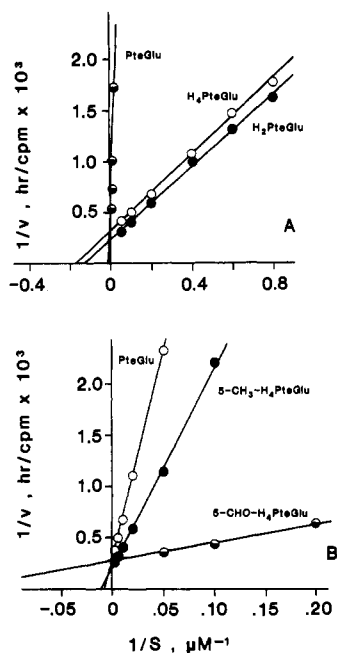 PteGlu
2.0
1.5
1.0
0.5
1/v , hr/cpm x 10³
H₄PteGlu
H₂PteGlu
A
-0.4 0 0.4 0.8
PteGlu
2.0
1.5
1.0
0.5
1/v , hr/cpm x 10³
5-CH₃-H₄PteGlu
5-CHO-H₄PteGlu
B
-.05 0 .05 .10 .15 .20
1/S , µM⁻¹